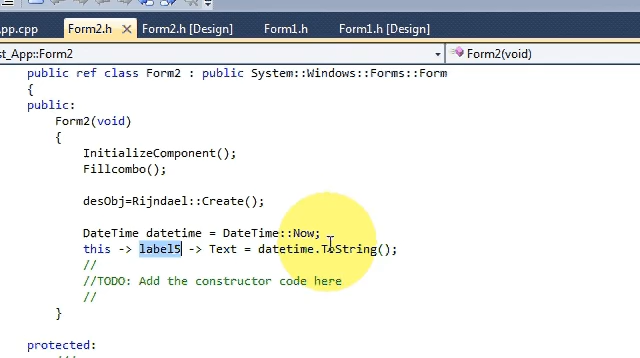 pp.cpp Form2.h Form2.h [Design] Form1.h Form1.h [Design]
st_App::Form2 Form2(void)
public ref class Form2 : public System::Windows::Forms::Form
{
public:
Form2(void)
{
InitializeComponent();
Fillcombo();
desObj=Rijndael::Create();
DateTime datetime = DateTime::Now;
this -> label5 -> Text = datetime.ToString();
//
//TODO: Add the constructor code here
//
}
protected: